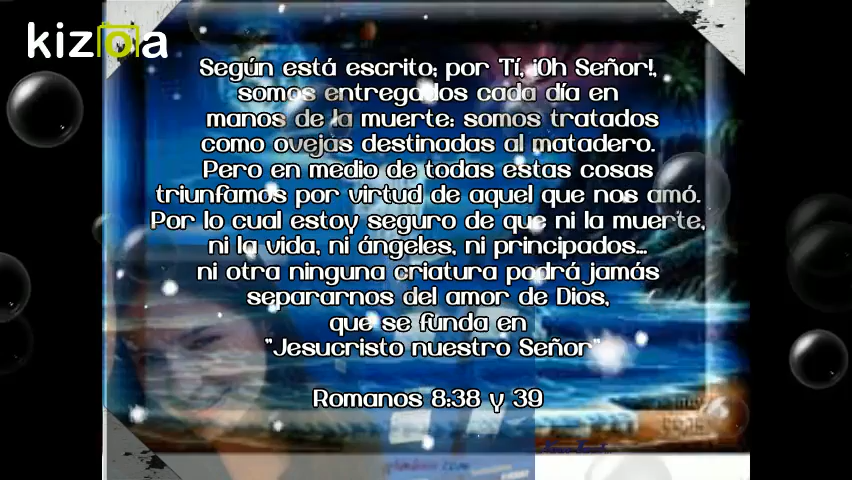 kizoa
Según está escrito; por Tí, ¡Oh Señor!,
somos entregados cada día en
manos de la muerte: somos tratados
como ovejas destinadas al matadero.
Pero en medio de todas estas cosas
triunfamos por virtud de aquel que nos amó.
Por lo cual estoy seguro de que ni la muerte,
ni la vida, ni ángeles, ni principados...
ni otra ninguna criatura podrá jamás
separarnos del amor de Dios,
que se funda en
"Jesucristo nuestro Señor"
Romanos 8:38 y 39